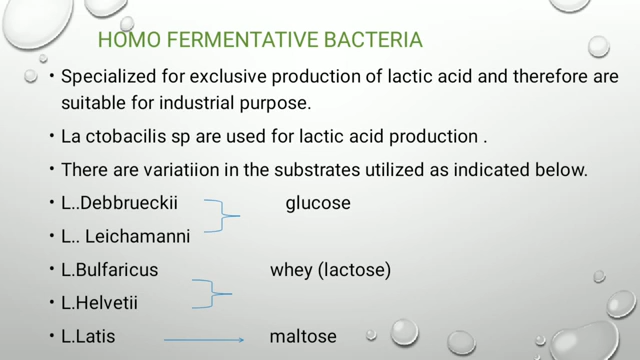 HOMO FERMENTATIVE BACTERIA
• Specialized for exclusive production of lactic acid and therefore are
suitable for industrial purpose.
• La ctobacilis sp are used for lactic acid production .
• There are variatiion in the substrates utilized as indicated below.
• L..Debbrueckii glucose
• L.. Leichamanni
• L.Bulfaricus whey (lactose)
• L.Helvetii
• L.Latis maltose